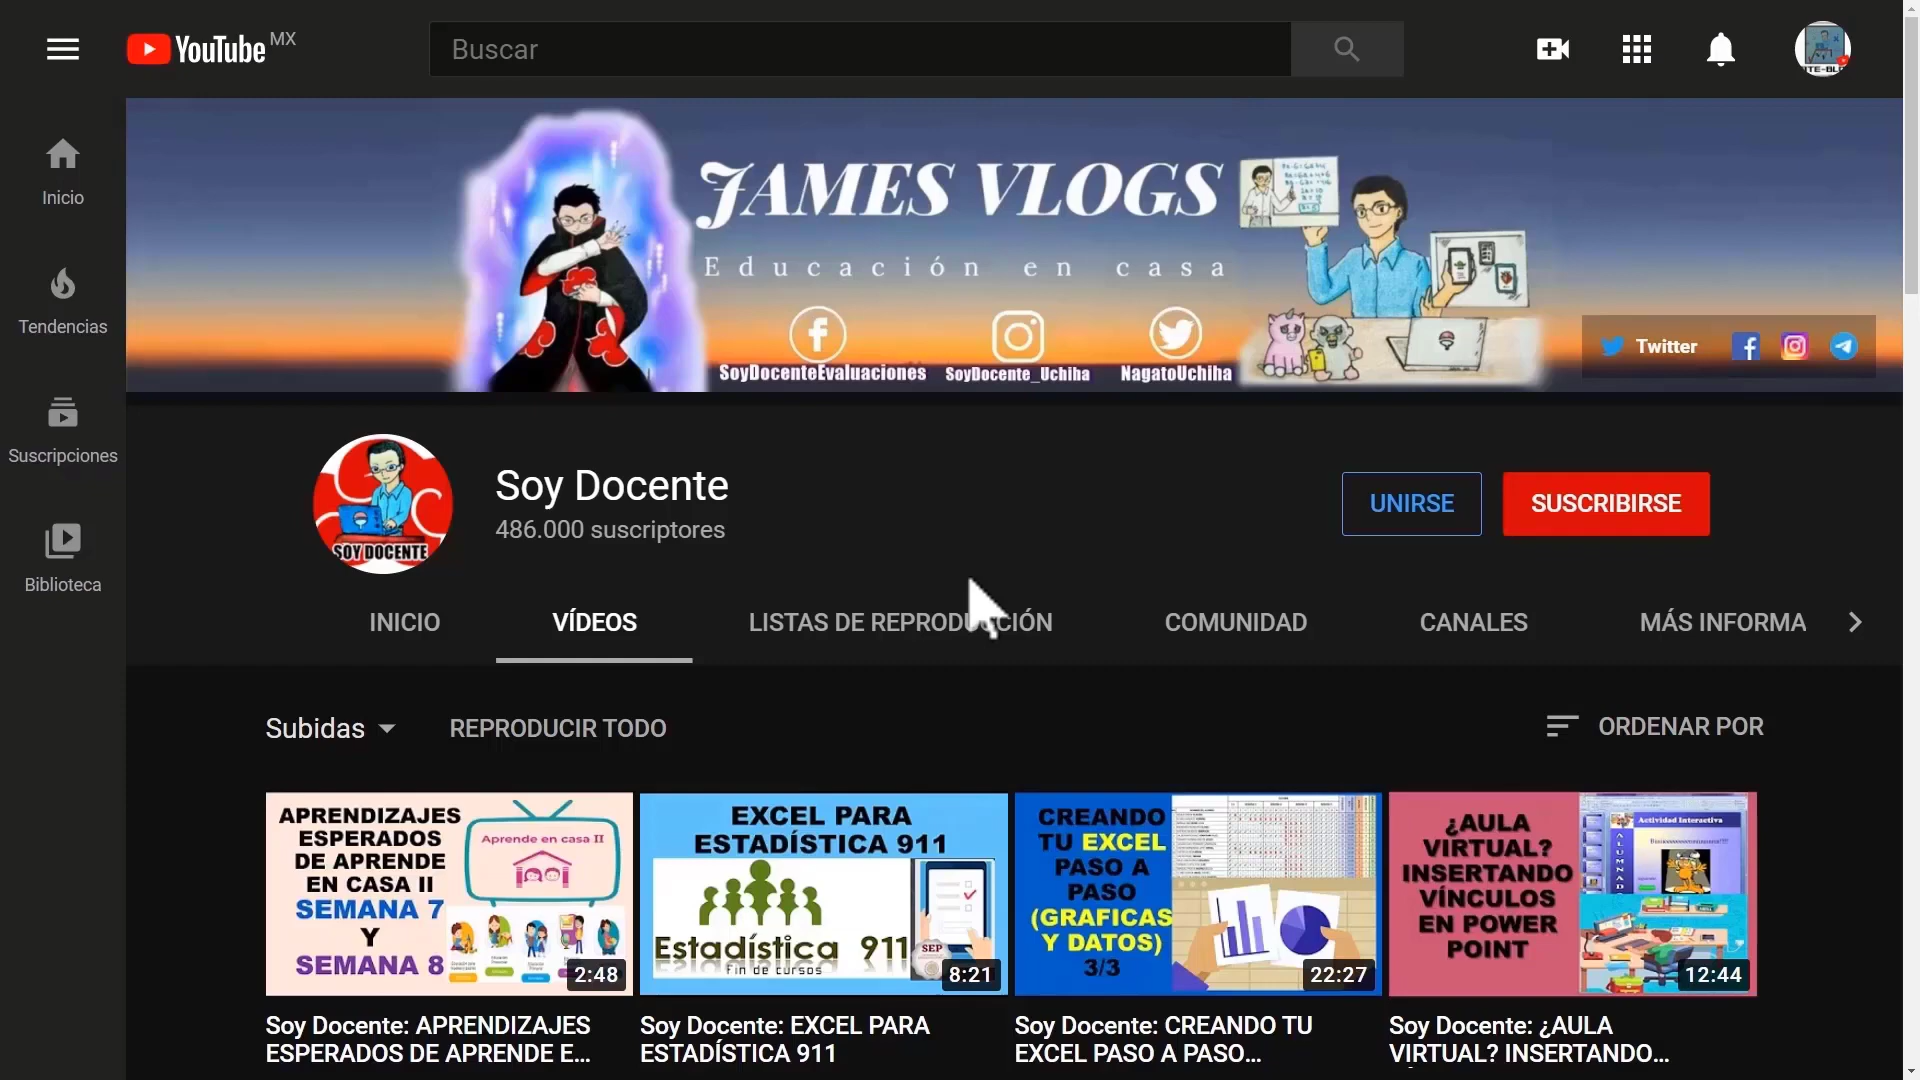 YouTube MX
Buscar
Inicio
Tendencias
Suscripciones
Biblioteca
JAMES VLOGS
Educación en casa
SoyDocenteEvaluaciones
SoyDocente_Uchiha
NagatoUchiha
Twitter
SOY DOCENTE
Soy Docente
486.000 suscriptores
UNIRSE
SUSCRIBIRSE
INICIO
VÍDEOS
LISTAS DE REPRODUCCIÓN
COMUNIDAD
CANALES
MÁS INFORMA
Subidas
REPRODUCIR TODO
ORDENAR POR
APRENDIZAJES
ESPERADOS
DE APRENDE
EN CASA II
SEMANA 7
Y
SEMANA 8
Aprende en casa II
2:48
EXCEL PARA
ESTADÍSTICA 911
Estadística 911
Fin de cursos
SEP
8:21
CREANDO
TU EXCEL
PASO A
PASO
(GRAFICAS
Y DATOS)
3/3
22:27
¿AULA
VIRTUAL?
INSERTANDO
VÍNCULOS
EN POWER
POINT
Actividad Interactiva
ALUMNAD
12:44
Soy Docente: APRENDIZAJES
ESPERADOS DE APRENDE E...
Soy Docente: EXCEL PARA
ESTADÍSTICA 911
Soy Docente: CREANDO TU
EXCEL PASO A PASO...
Soy Docente: ¿AULA
VIRTUAL? INSERTANDO...